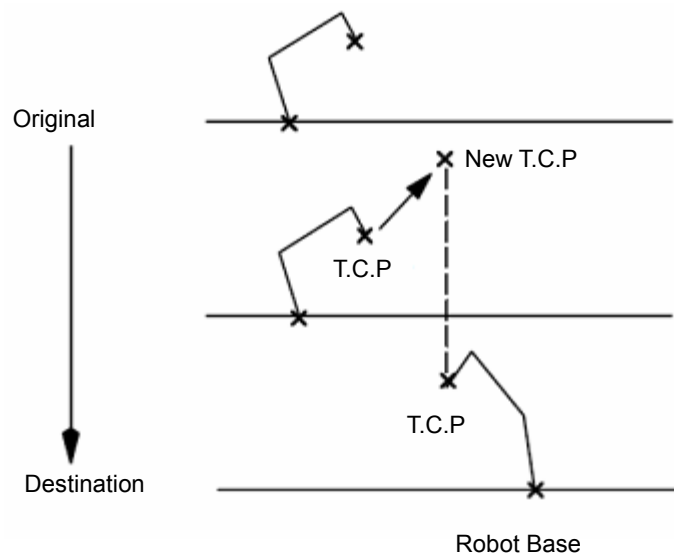 Original
New T.C.P
T.C.P
T.C.P
Destination
Robot Base